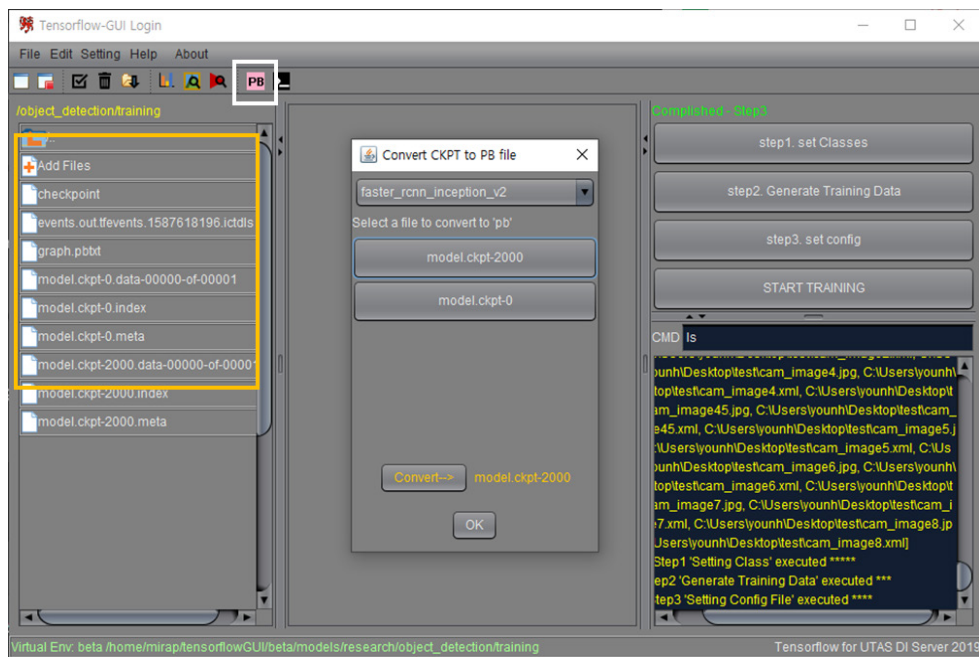 Tensorflow-GUI Login
File Edit Setting Help About
PB
/object_detection/training
..
Add Files
checkpoint
events.out.tfevents.1587618196.ictdls
graph.pbtxt
model.ckpt-0.data-00000-of-00001
model.ckpt-0.index
model.ckpt-0.meta
model.ckpt-2000.data-00000-of-00001
model.ckpt-2000.index
model.ckpt-2000.meta
Convert CKPT to PB file
faster_rcnn_inception_v2
Select a file to convert to 'pb'
model.ckpt-2000
model.ckpt-0
Convert--> model.ckpt-2000
OK
Complished - Step3
step1. set Classes
step2. Generate Training Data
step3. set config
START TRAINING
CMD ls
ounh\Desktop\test\cam_image4.jpg, C:\Users\younh\
top\test\cam_image4.xml, C:\Users\younh\Desktop\t
am_image45.jpg, C:\Users\younh\Desktop\test\cam_
e45.xml, C:\Users\younh\Desktop\test\cam_image5.j
:\Users\younh\Desktop\test\cam_image5.xml, C:\Us
ounh\Desktop\test\cam_image6.jpg, C:\Users\younh\
top\test\cam_image6.xml, C:\Users\younh\Desktop\t
am_image7.jpg, C:\Users\younh\Desktop\test\cam_i
e7.xml, C:\Users\younh\Desktop\test\cam_image8.jp
Users\younh\Desktop\test\cam_image8.xml]
Step1 'Setting Class' executed *****
ep2 'Generate Training Data' executed ***
tep3 'Setting Config File' executed ****
Virtual Env: beta /home/mirap/tensorflowGUI/beta/models/research/object_detection/training
Tensorflow for UTAS DI Server 2019